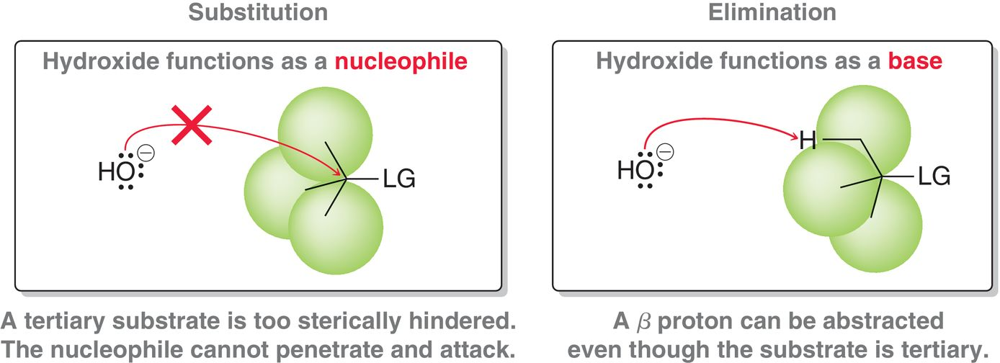 Substitution
Hydroxide functions as a nucleophile
HO
LG
A tertiary substrate is too sterically hindered.
The nucleophile cannot penetrate and attack.
Elimination
Hydroxide functions as a base
H
HO
LG
A β proton can be abstracted
even though the substrate is tertiary.